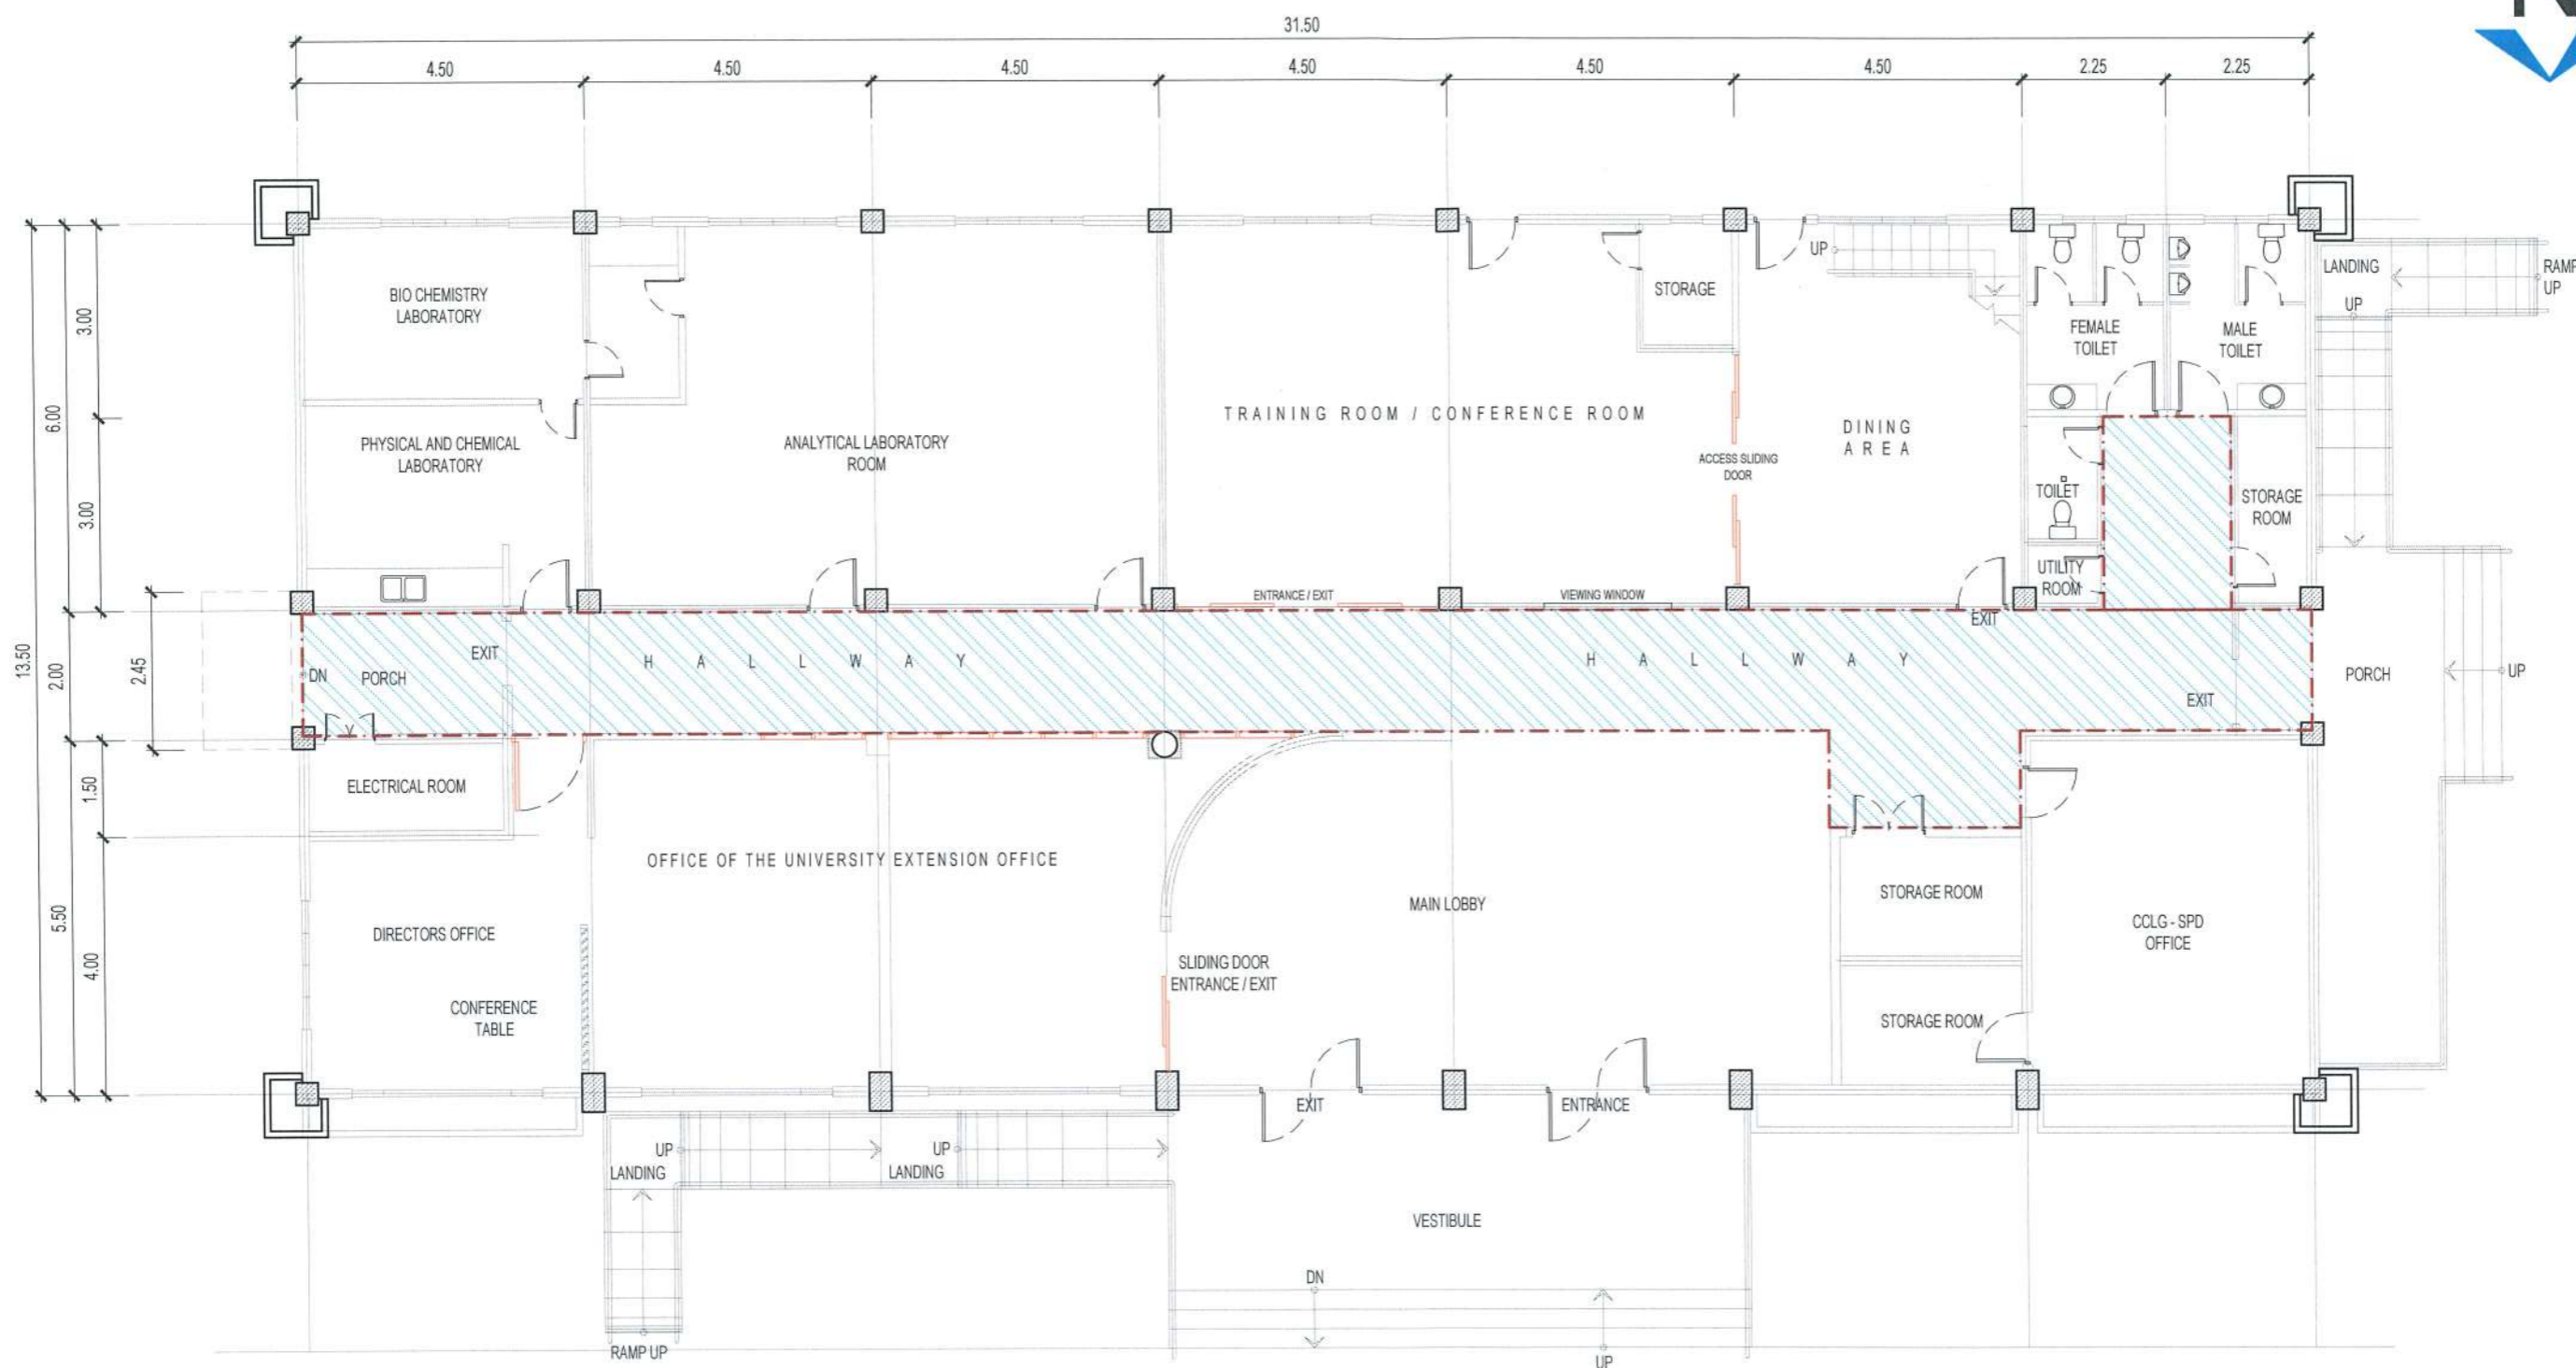 31.50
4.50
4.50
4.50
4.50
4.50
4.50
2.25
2.25
13.50
6.00
2.00
5.50
3.00
3.00
1.50
4.00
2.45
BIO CHEMISTRY
LABORATORY
PHYSICAL AND CHEMICAL
LABORATORY
ANALYTICAL LABORATORY
ROOM
TRAINING ROOM / CONFERENCE ROOM
STORAGE
ACCESS SLIDING
DOOR
UP
DINING
AREA
FEMALE
TOILET
MALE
TOILET
TOILET
UTILITY
ROOM
STORAGE
ROOM
LANDING
UP
RAMP
UP
ENTRANCE / EXIT
VIEWING WINDOW
EXIT
DN
PORCH
EXIT
HALLWAY
HALLWAY
EXIT
PORCH
UP
ELECTRICAL ROOM
OFFICE OF THE UNIVERSITY EXTENSION OFFICE
DIRECTORS OFFICE
CONFERENCE
TABLE
MAIN LOBBY
SLIDING DOOR
ENTRANCE / EXIT
STORAGE ROOM
STORAGE ROOM
CCLG - SPD
OFFICE
EXIT
ENTRANCE
UP
LANDING
UP
LANDING
VESTIBULE
DN
RAMP UP
UP